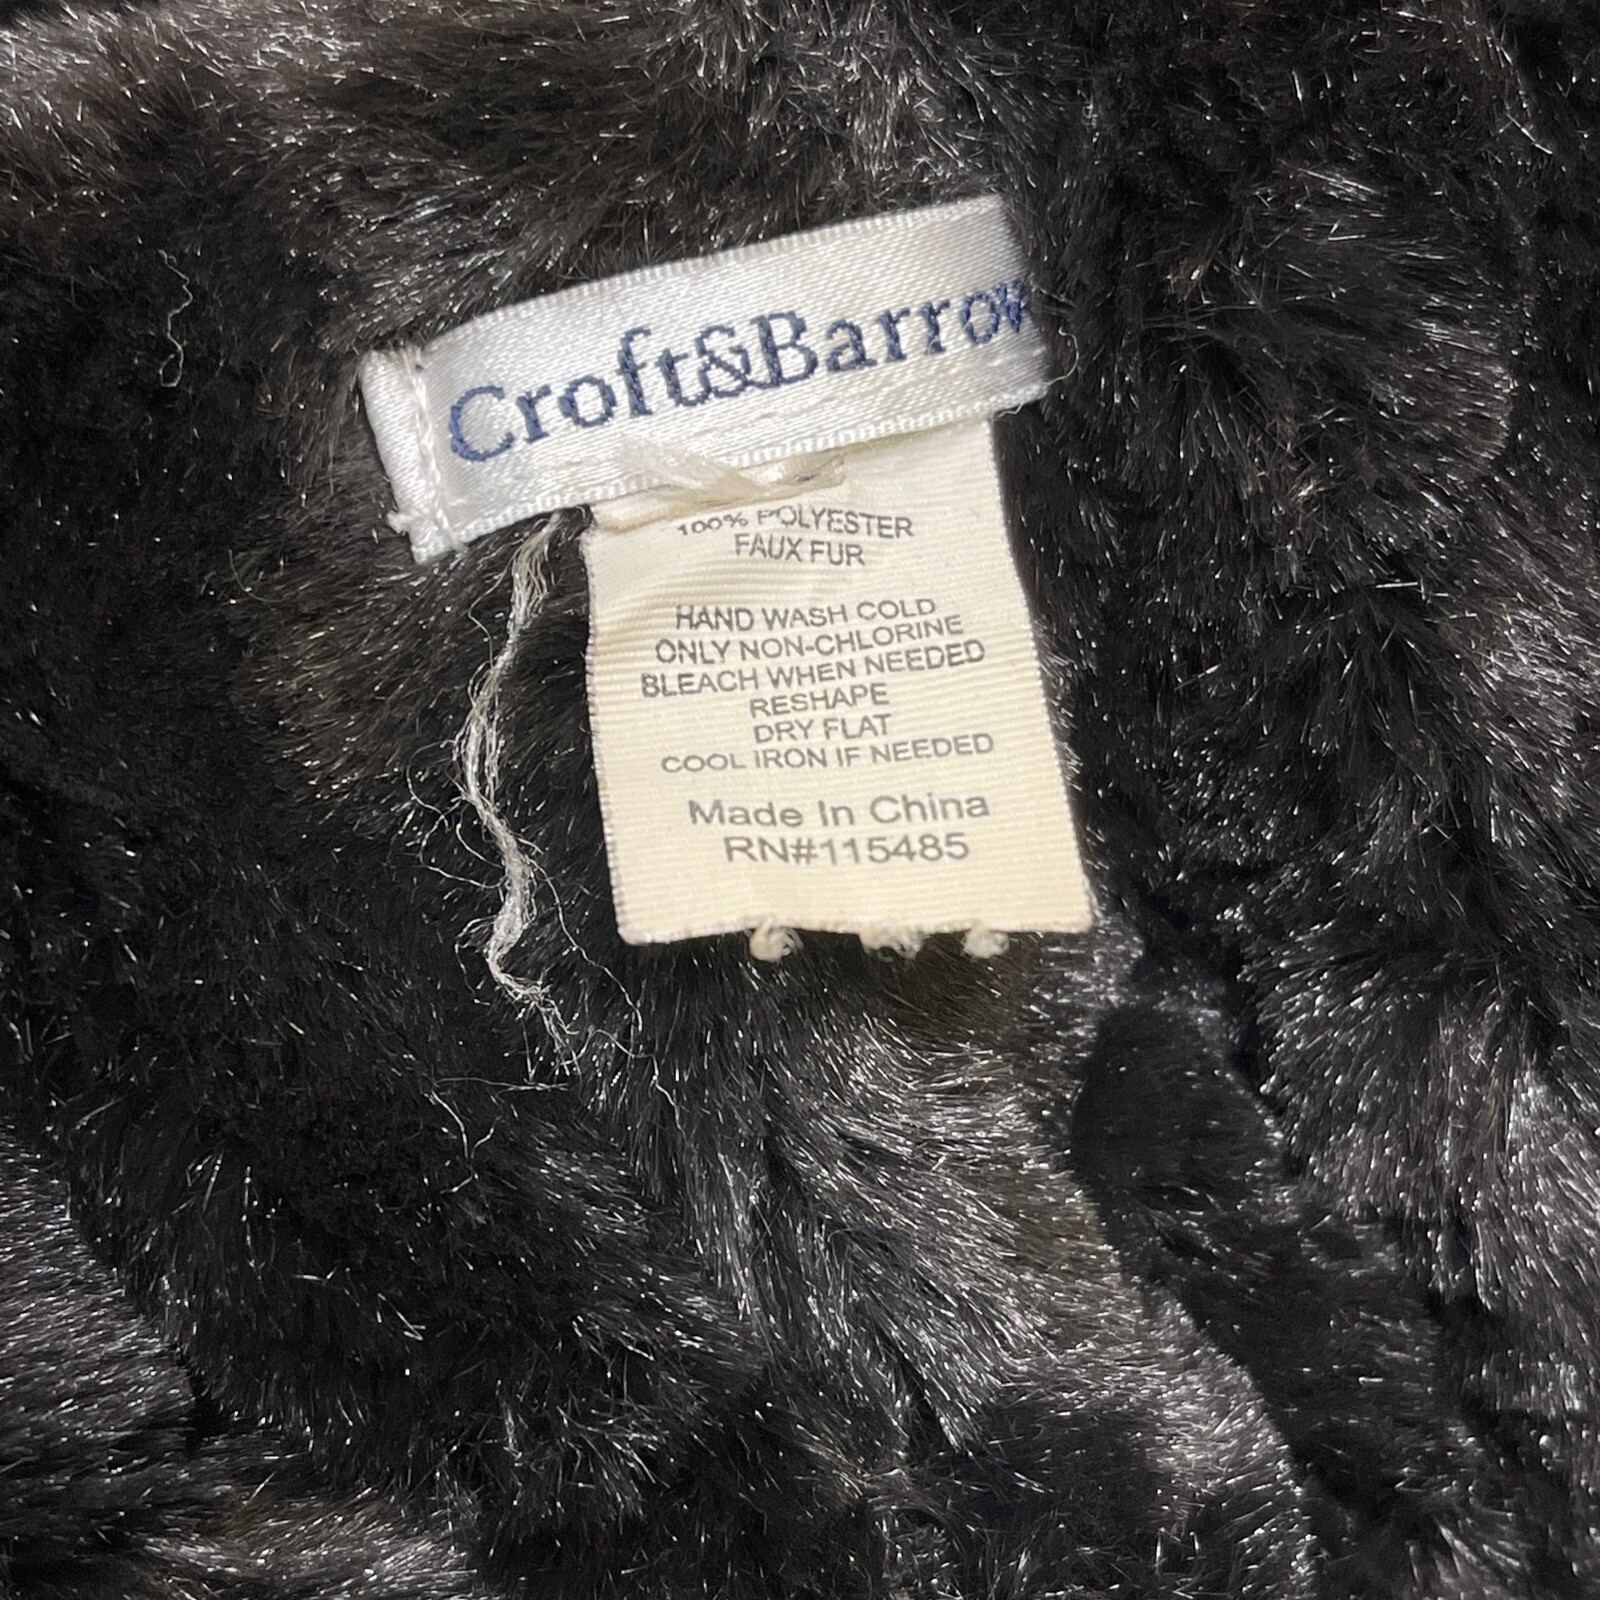 Croft&Barrow
100% POLYESTER
FAUX FUR
HAND WASH COLD
ONLY NON-CHLORINE
BLEACH WHEN NEEDED
RESHAPE
DRY FLAT
COOL IRON IF NEEDED
Made In China
RN#115485